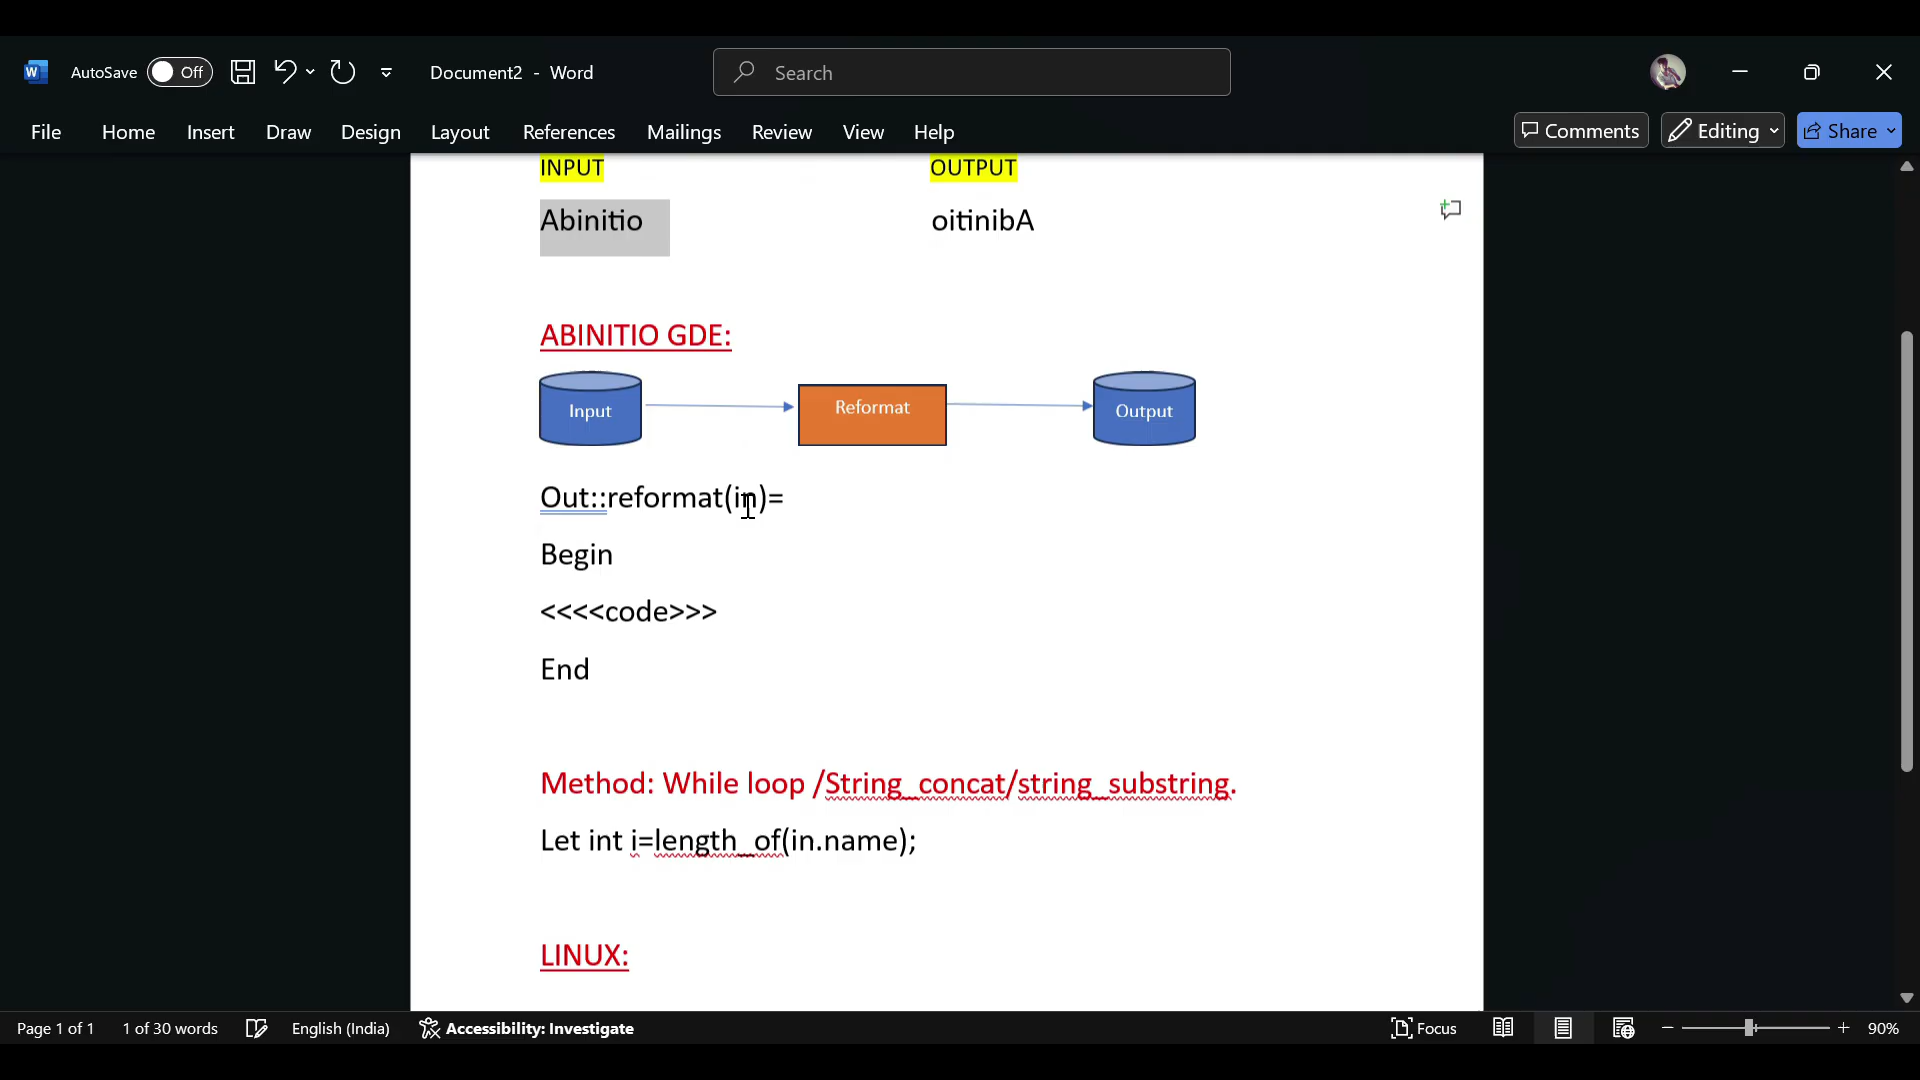 AutoSave Off Document2 - Word Search
File Home Insert Draw Design Layout References Mailings Review View Help Comments Editing Share
INPUT OUTPUT
Abinitio oitinibA
ABINITIO GDE:
Input Reformat Output
Out::reformat(in)=
Begin
<<<<code>>>
End
Method: While loop /String_concat/string_substring.
Let int i=length_of(in.name);
LINUX:
Page 1 of 1 1 of 30 words English (India) Accessibility: Investigate Focus 90%